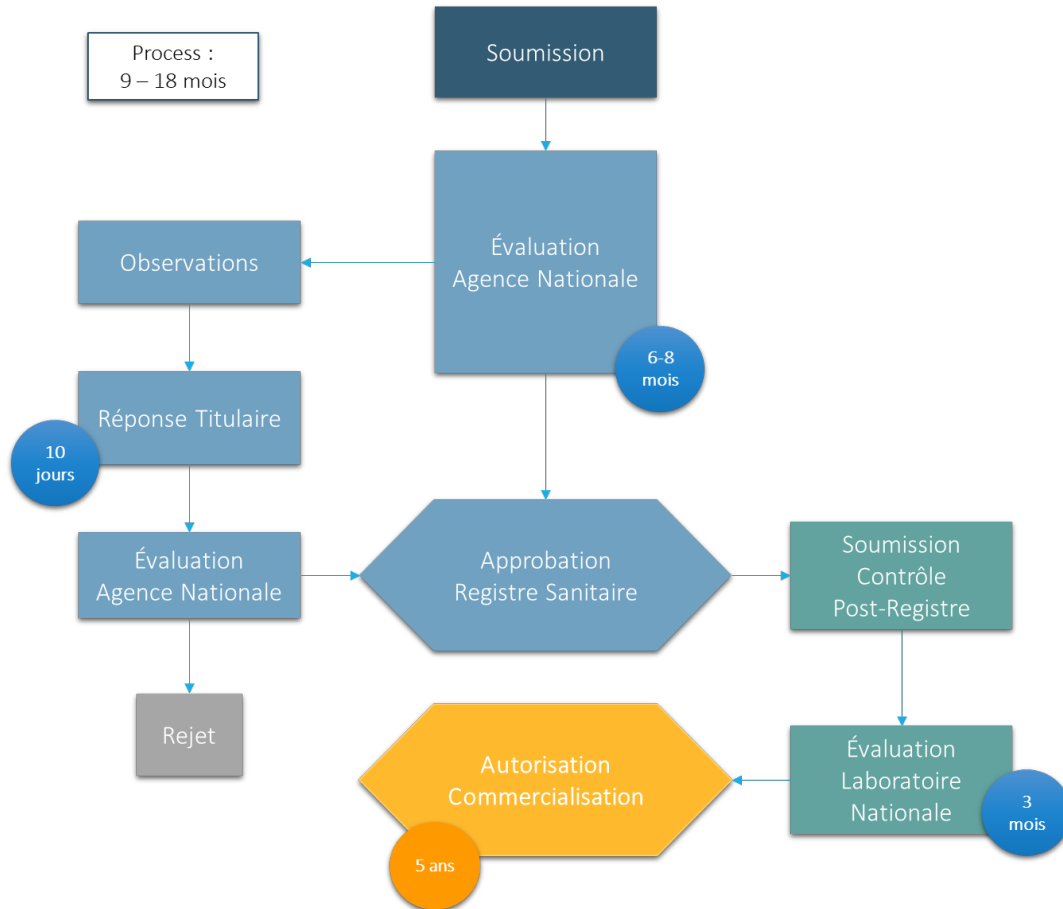 Process :
9 – 18 mois
Soumission
Évaluation
Agence Nationale
6-8
mois
Observations
Réponse Titulaire
10
jours
Évaluation
Agence Nationale
Rejet
Approbation
Registre Sanitaire
Soumission
Contrôle
Post-Registre
Évaluation
Laboratoire
Nationale
3
mois
Autorisation
Commercialisation
5 ans